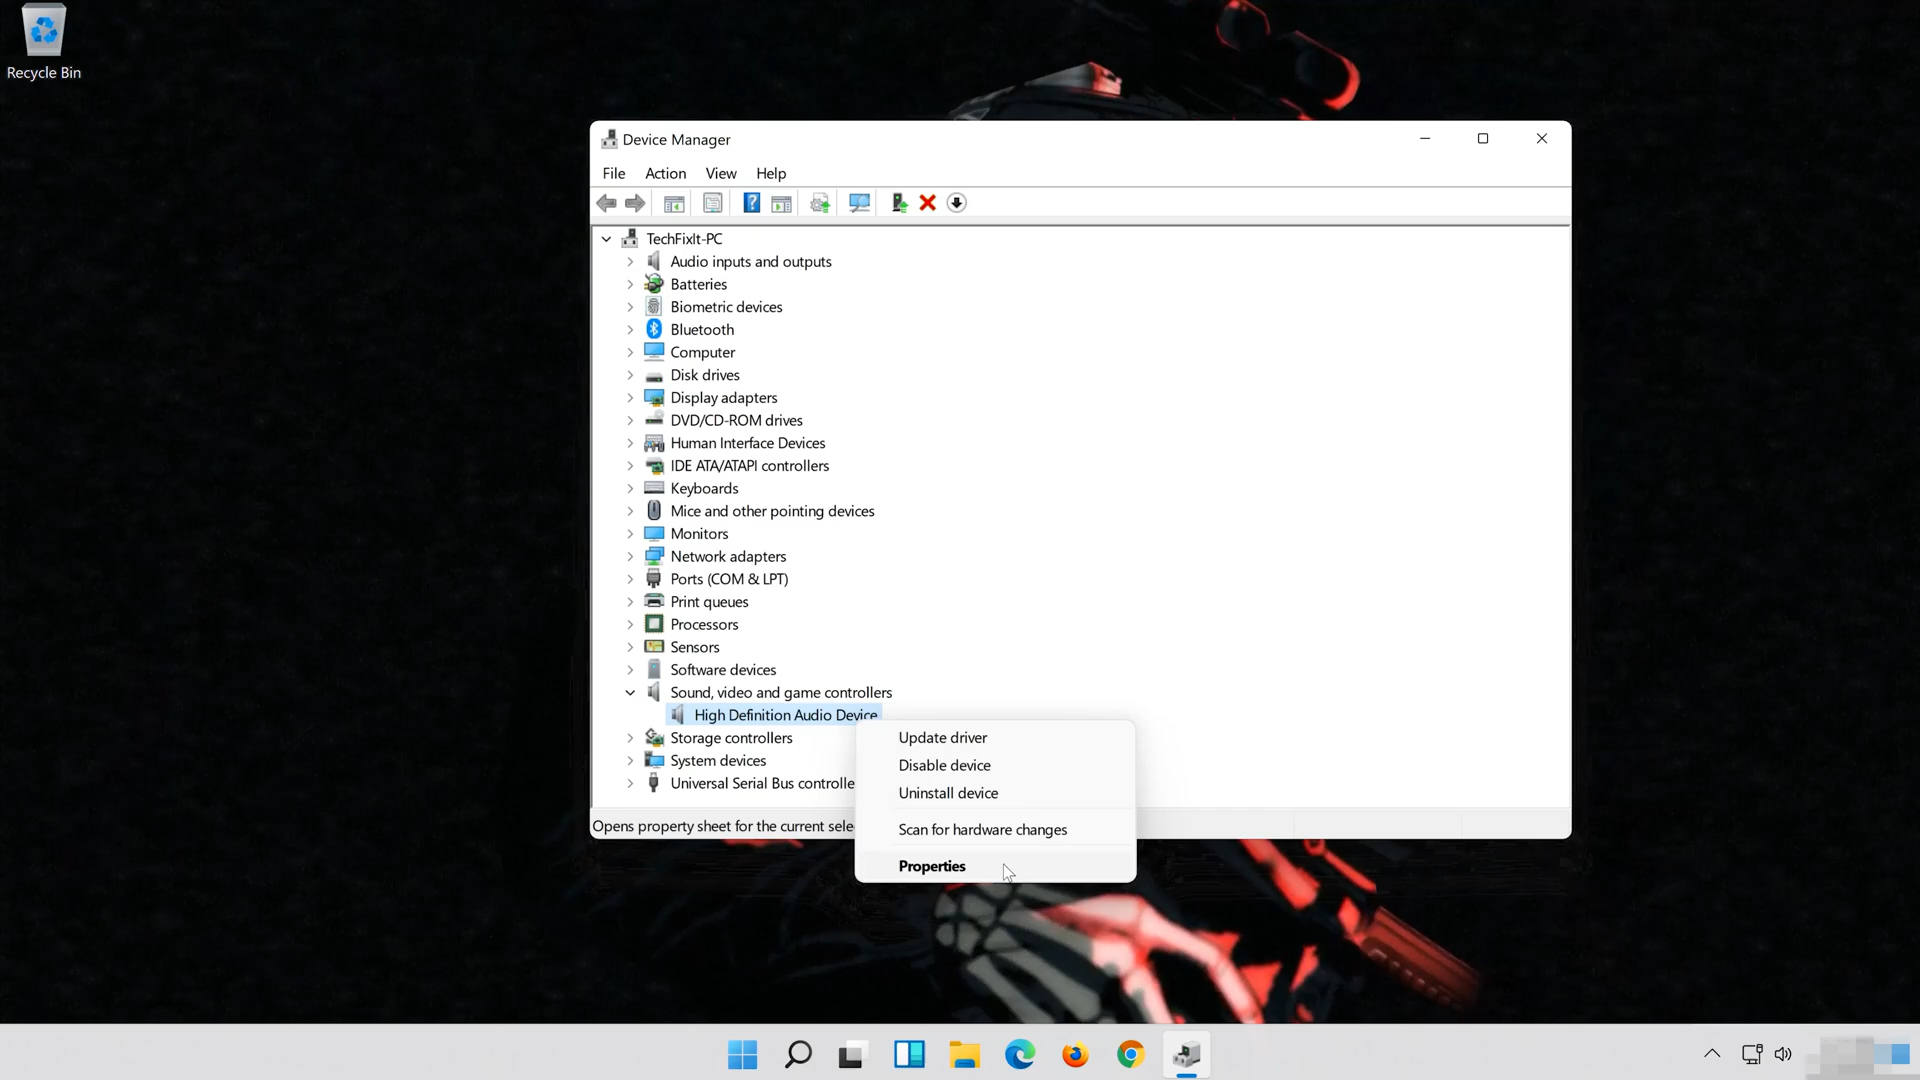 Recycle Bin
Device Manager
File Action View Help
TechFixIt-PC
Audio inputs and outputs
Batteries
Biometric devices
Bluetooth
Computer
Disk drives
Display adapters
DVD/CD-ROM drives
Human Interface Devices
IDE ATA/ATAPI controllers
Keyboards
Mice and other pointing devices
Monitors
Network adapters
Ports (COM & LPT)
Print queues
Processors
Sensors
Software devices
Sound, video and game controllers
High Definition Audio Device
Storage controllers
System devices
Universal Serial Bus controlle
Update driver
Disable device
Uninstall device
Scan for hardware changes
Properties
Opens property sheet for the current sele